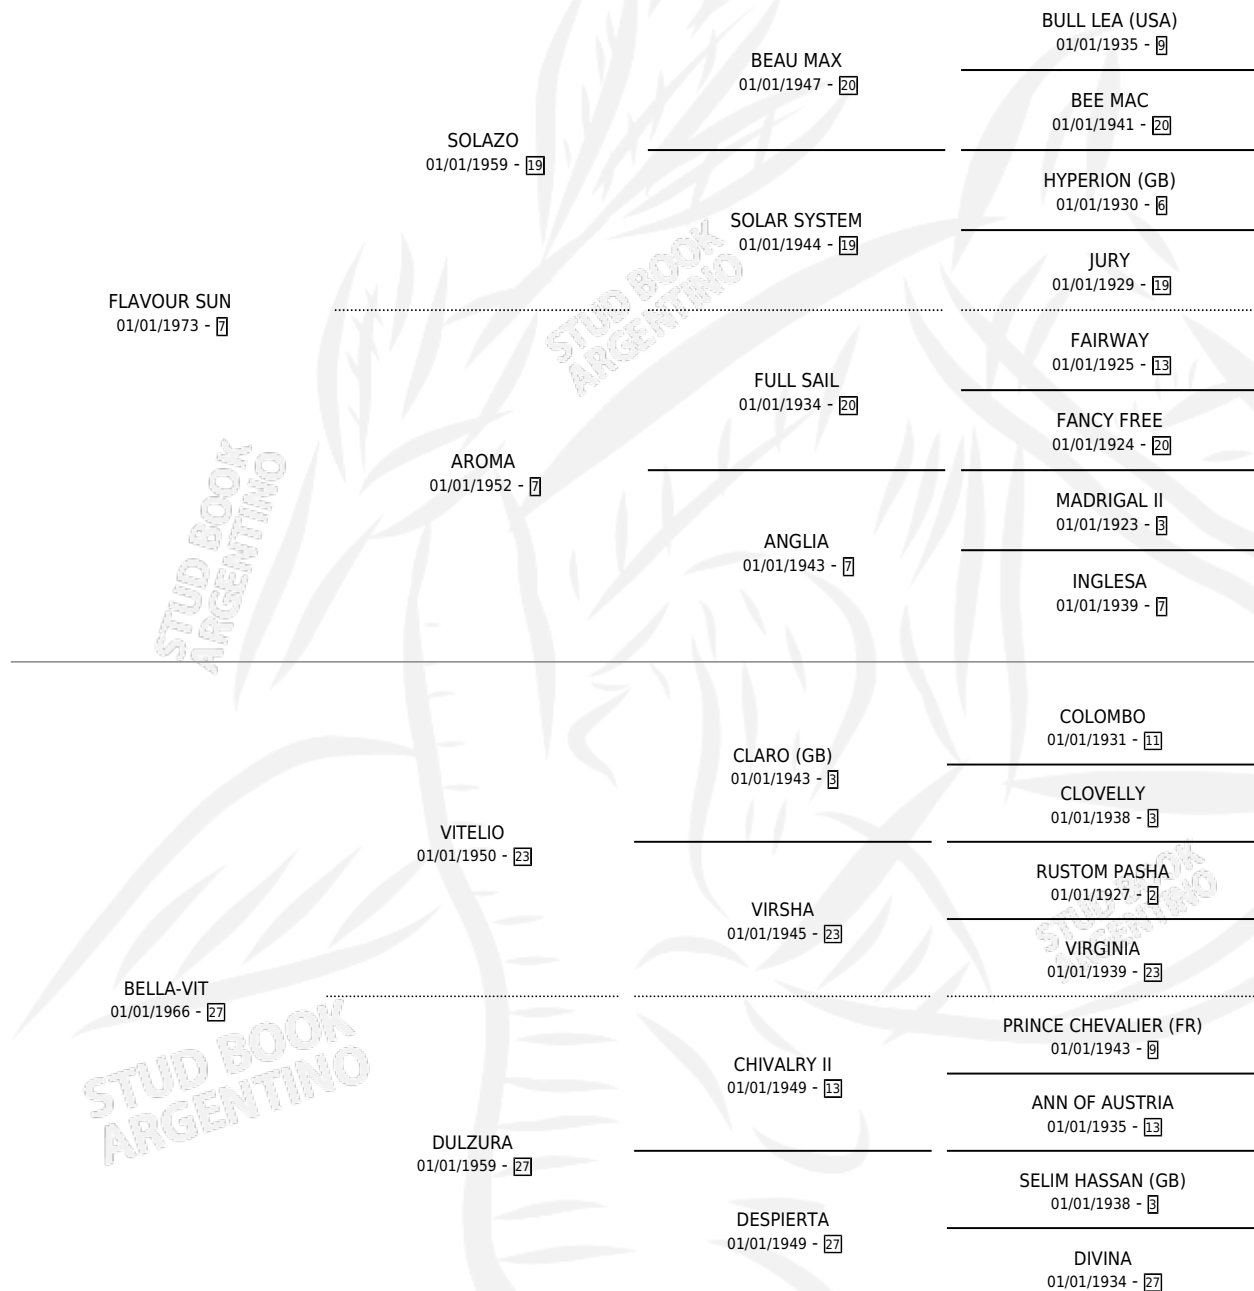 BULL LEA (USA)
01/01/1935 - 9
BEAU MAX
01/01/1947 - 20
BEE MAC
01/01/1941 - 20
SOLAZO
01/01/1959 - 19
HYPERION (GB)
01/01/1930 - 6
SOLAR SYSTEM
01/01/1944 - 19
JURY
01/01/1929 - 19
FLAVOUR SUN
01/01/1973 - 7
FAIRWAY
01/01/1925 - 13
FULL SAIL
01/01/1934 - 20
FANCY FREE
01/01/1924 - 20
AROMA
01/01/1952 - 7
MADRIGAL II
01/01/1923 - 3
ANGLIA
01/01/1943 - 7
INGLESA
01/01/1939 - 7
COLOMBO
01/01/1931 - 11
CLARO (GB)
01/01/1943 - 3
CLOVELLY
01/01/1938 - 3
VITELIO
01/01/1950 - 23
RUSTOM PASHA
01/01/1927 - 2
VIRSHA
01/01/1945 - 23
VIRGINIA
01/01/1939 - 23
BELLA-VIT
01/01/1966 - 27
PRINCE CHEVALIER (FR)
01/01/1943 - 9
CHIVALRY II
01/01/1949 - 13
ANN OF AUSTRIA
01/01/1935 - 13
DULZURA
01/01/1959 - 27
SELIM HASSAN (GB)
01/01/1938 - 3
DESPIERTA
01/01/1949 - 27
DIVINA
01/01/1934 - 27
STUD BOOK
ARGENTINO
STUD BOOK
ARGENTINO
STUD BOOK
ARGENTINO
STUD BOOK
ARGENTINO